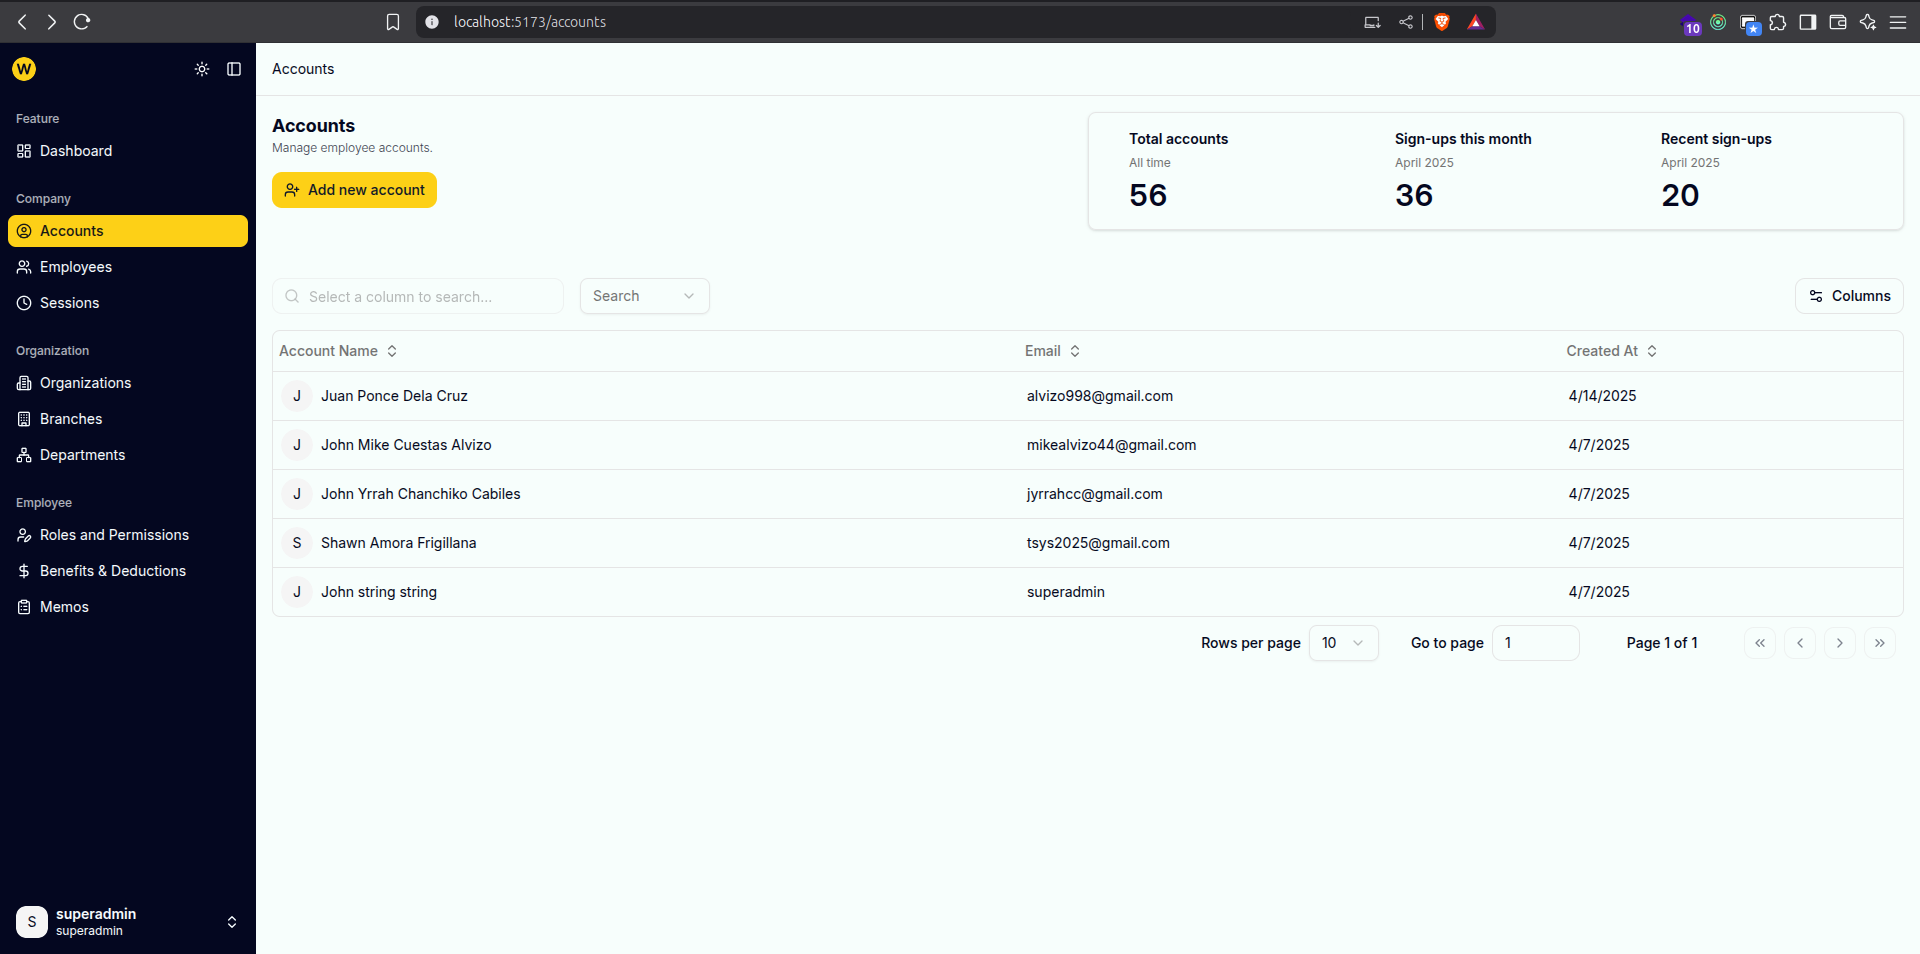 localhost:5173/accounts
10
W
Accounts
Feature
Dashboard
Company
Accounts
Employees
Sessions
Organization
Organizations
Branches
Departments
Employee
Roles and Permissions
Benefits & Deductions
Memos
S
superadmin
superadmin
Accounts
Manage employee accounts.
Add new account
Total accounts
All time
56
Sign-ups this month
April 2025
36
Recent sign-ups
April 2025
20
Select a column to search...
Search
Columns
Account Name Email Created At
J Juan Ponce Dela Cruz alvizo998@gmail.com 4/14/2025
J John Mike Cuestas Alvizo mikealvizo44@gmail.com 4/7/2025
J John Yrrah Chanchiko Cabiles jyrrahcc@gmail.com 4/7/2025
S Shawn Amora Frigillana tsys2025@gmail.com 4/7/2025
J John string string superadmin 4/7/2025
Rows per page 10 Go to page 1 Page 1 of 1